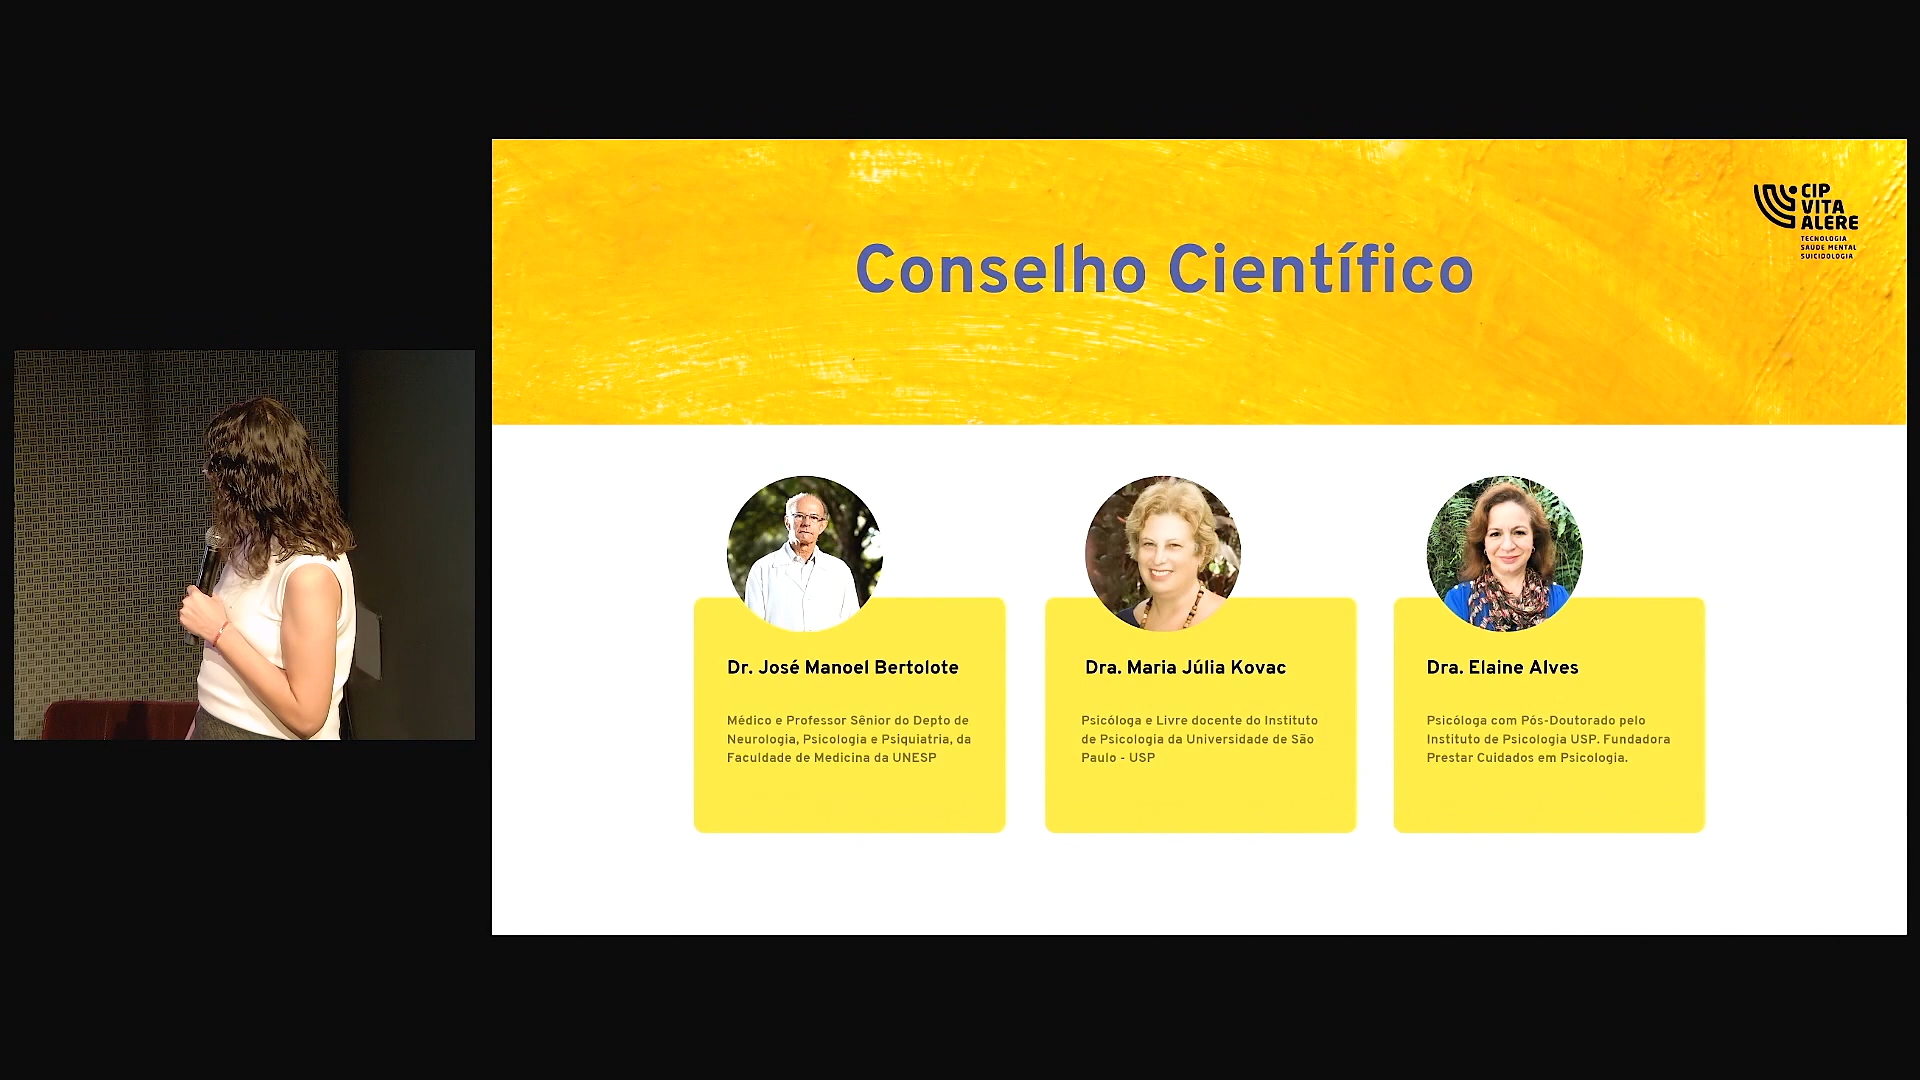 CIP
VITA
ALERE
TECNOLOGIA
SAÚDE MENTAL
SUICIDOLOGIA
Conselho Científico
Dr. José Manoel Bertolote
Médico e Professor Sênior do Depto de
Neurologia, Psicologia e Psiquiatria, da
Faculdade de Medicina da UNESP
Dra. Maria Júlia Kovac
Psicóloga e Livre docente do Instituto
de Psicologia da Universidade de São
Paulo - USP
Dra. Elaine Alves
Psicóloga com Pós-Doutorado pelo
Instituto de Psicologia USP. Fundadora
Prestar Cuidados em Psicologia.